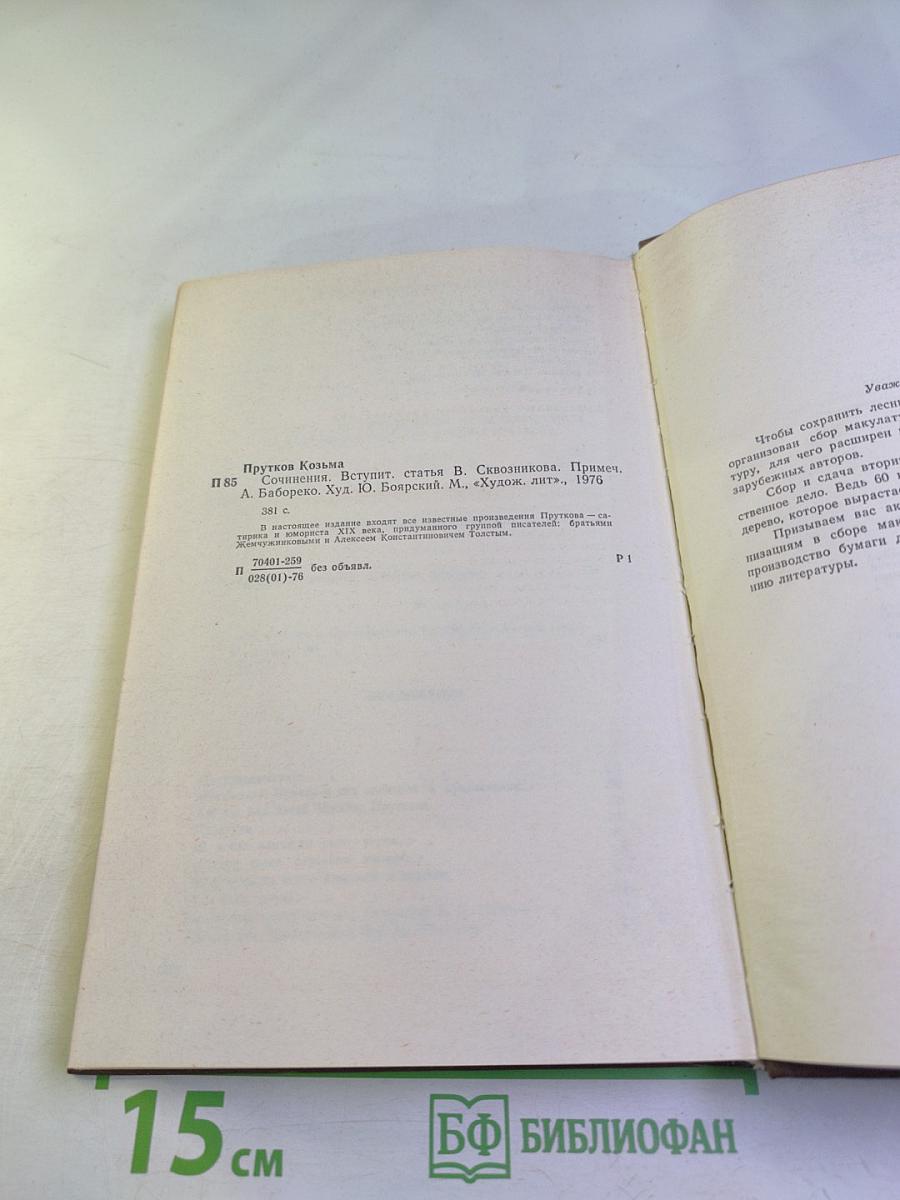 Прутков Козьма
П 85 Сочинения. Вступит. статья В. Сквозникова. Примеч.
А. Бабореко. Худ. Ю. Боярский. М., «Худож. лит»., 1976
381 с.
В настоящее издание входят все известные произведения Пруткова — са-
тирика и юмориста XIX века, придуманного группой писателей: братьями
Жемчужниковыми и Алексеем Константиновичем Толстым.
П 70401-259
028(01)-76 без объявл. Р 1
Уваж
Чтобы сохранить лесн
организован сбор макулат
туру, для чего расширен
зарубежных авторов.
Сбор и сдача втори
ственное дело. Ведь 60
дерево, которое выраста
Призываем вас ак
низациям в сборе мак
производство бумаги д
нию литературы.
15 см
БФ БИБЛИОФАН